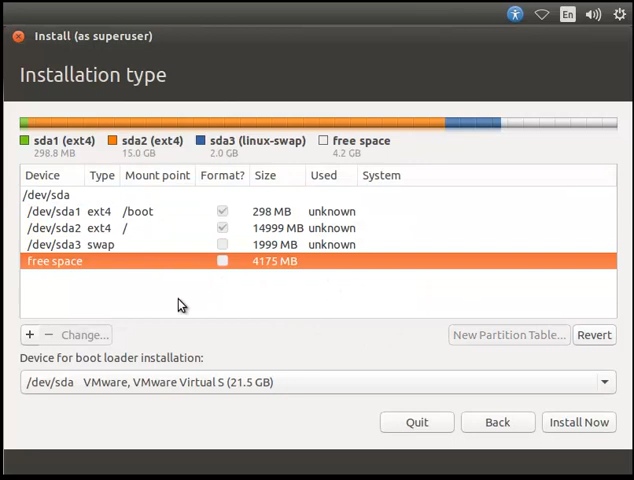 En
Install (as superuser)
Installation type
sda1 (ext4) sda2 (ext4) sda3 (linux-swap) free space
298.8 MB 15.0 GB 2.0 GB 4.2 GB
Device Type Mount point Format? Size Used System
/dev/sda
/dev/sda1 ext4 /boot 298 MB unknown
/dev/sda2 ext4 / 14999 MB unknown
/dev/sda3 swap 1999 MB unknown
free space 4175 MB
+ − Change... New Partition Table... Revert
Device for boot loader installation:
/dev/sda VMware, VMware Virtual S (21.5 GB)
Quit Back Install Now